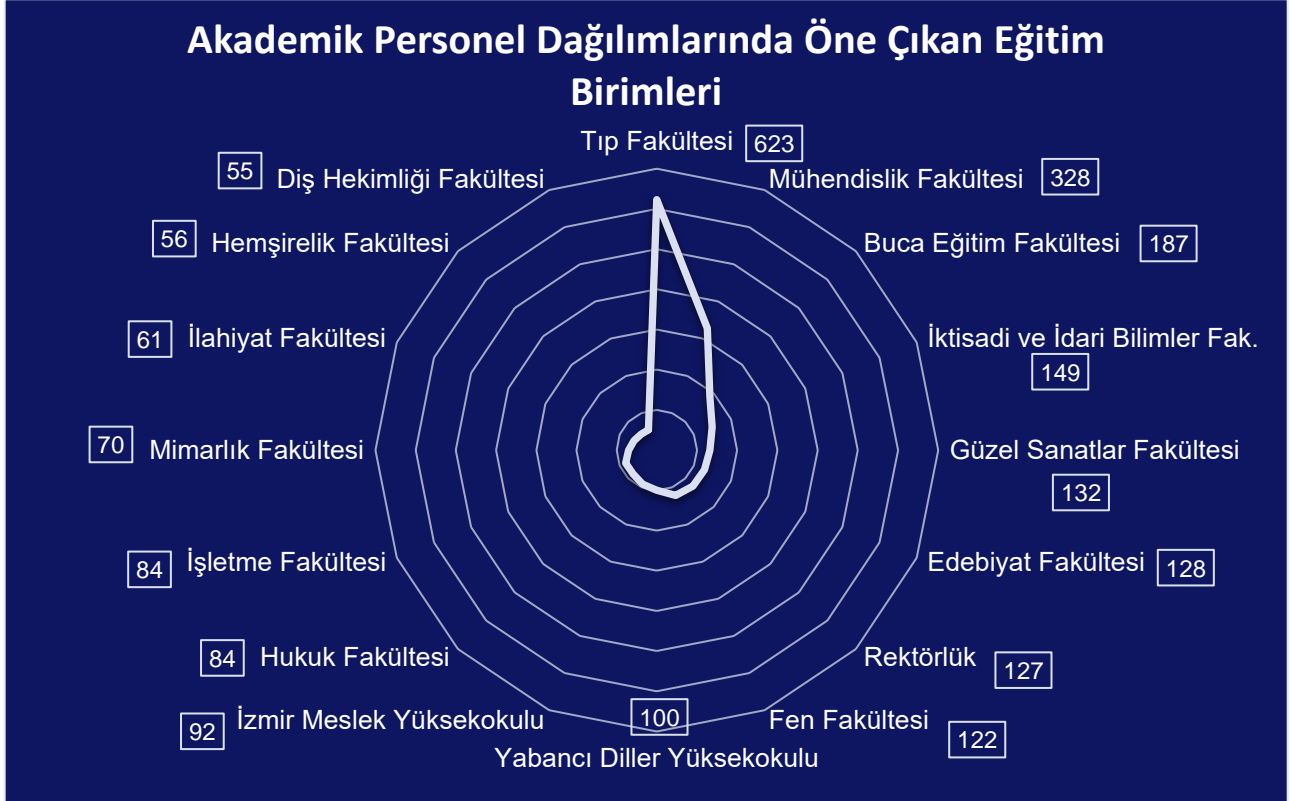 Akademik Personel Dağılımlarında Öne Çıkan Eğitim
Birimleri
Tıp Fakültesi 623
Mühendislik Fakültesi 328
Buca Eğitim Fakültesi 187
İktisadi ve İdari Bilimler Fak.
149
Güzel Sanatlar Fakültesi
132
Edebiyat Fakültesi 128
Rektörlük 127
Fen Fakültesi 122
100
Yabancı Diller Yüksekokulu
92 İzmir Meslek Yüksekokulu
84 Hukuk Fakültesi
84 İşletme Fakültesi
70 Mimarlık Fakültesi
61 İlahiyat Fakültesi
56 Hemşirelik Fakültesi
55 Diş Hekimliği Fakültesi